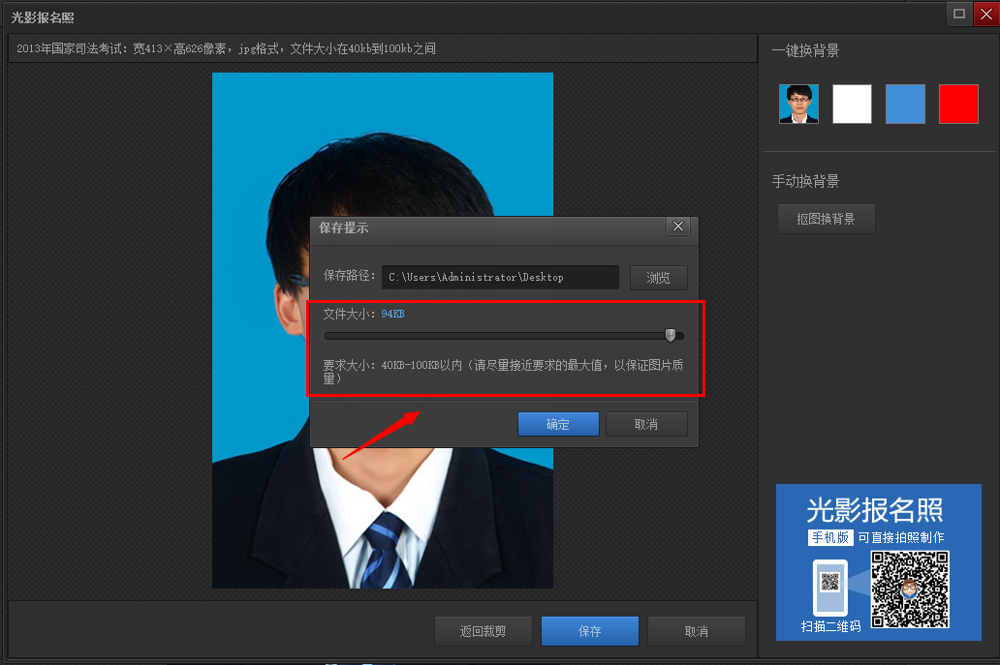 光影报名照
2013年国家司法考试：宽413×高626像素，jpg格式，文件大小在40kb到100kb之间
一键换背景
手动换背景
抠图换背景
保存提示
保存路径：
C:\Users\Administrator\Desktop
浏览
文件大小：94KB
要求大小：40KB-100KB以内（请尽量接近要求的最大值，以保证图片质
量）
确定
取消
光影报名照
手机版 可直接拍照制作
扫描二维码
返回裁剪
保存
取消